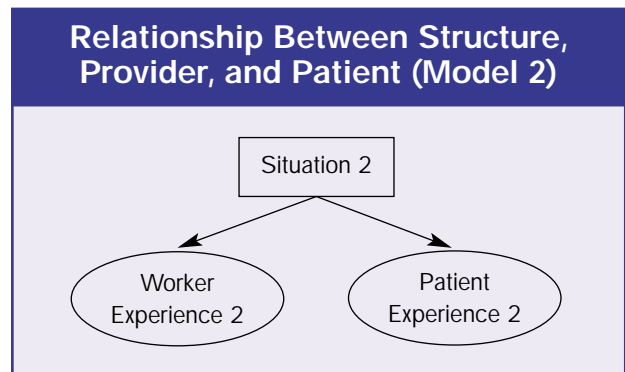 Relationship Between Structure,
Provider, and Patient (Model 2)
Situation 2
Worker
Experience 2
Patient
Experience 2